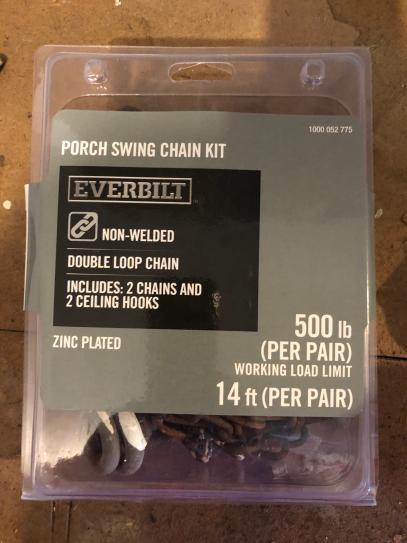 1000 052 775
PORCH SWING CHAIN KIT
EVERBILT
NON-WELDED
DOUBLE LOOP CHAIN
INCLUDES: 2 CHAINS AND
2 CEILING HOOKS
ZINC PLATED
500 lb
(PER PAIR)
WORKING LOAD LIMIT
14 ft (PER PAIR)